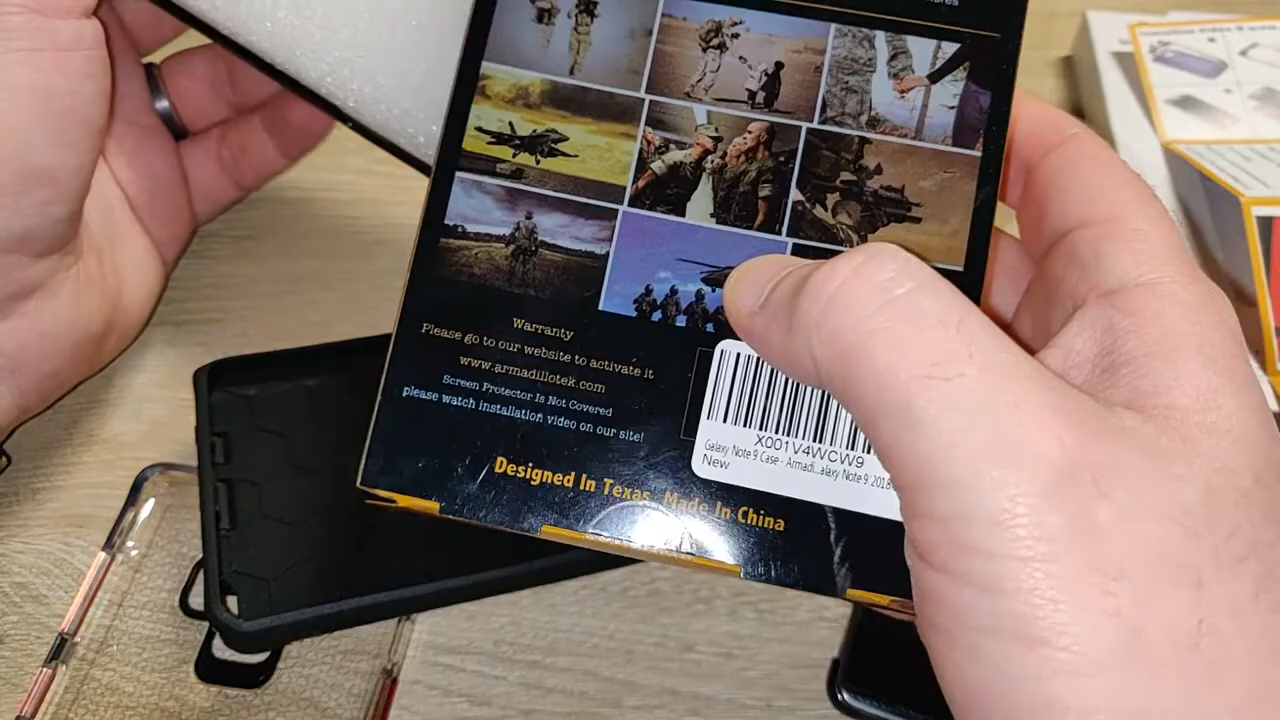 Warranty
Please go to our website to activate it
www.armadillotek.com
Screen Protector Is Not Covered
please watch installation video on our site!
X001V4WCW9
Galaxy Note 9 Case - Armadi...alaxy Note 9 2018
New
Designed In Texas, Made In China